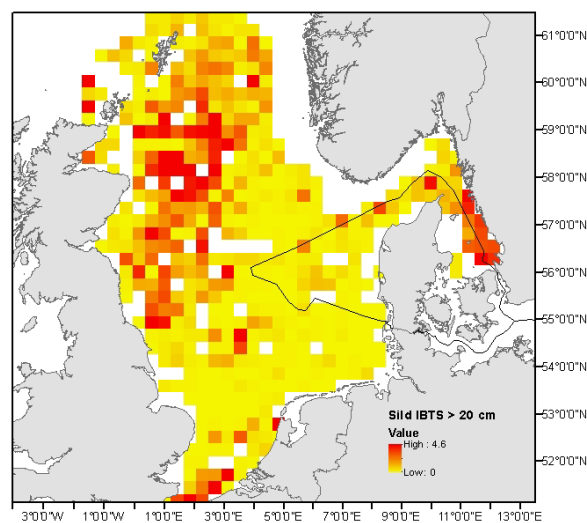 61°0'0"N
60°0'0"N
59°0'0"N
58°0'0"N
57°0'0"N
56°0'0"N
55°0'0"N
54°0'0"N
53°0'0"N
52°0'0"N
Sild IBTS > 20 cm
Value
High : 4.6
Low: 0
3°0'0"W 1°0'0"W 1°0'0"E 3°0'0"E 5°0'0"E 7°0'0"E 9°0'0"E 11°0'0"E 13°0'0"E